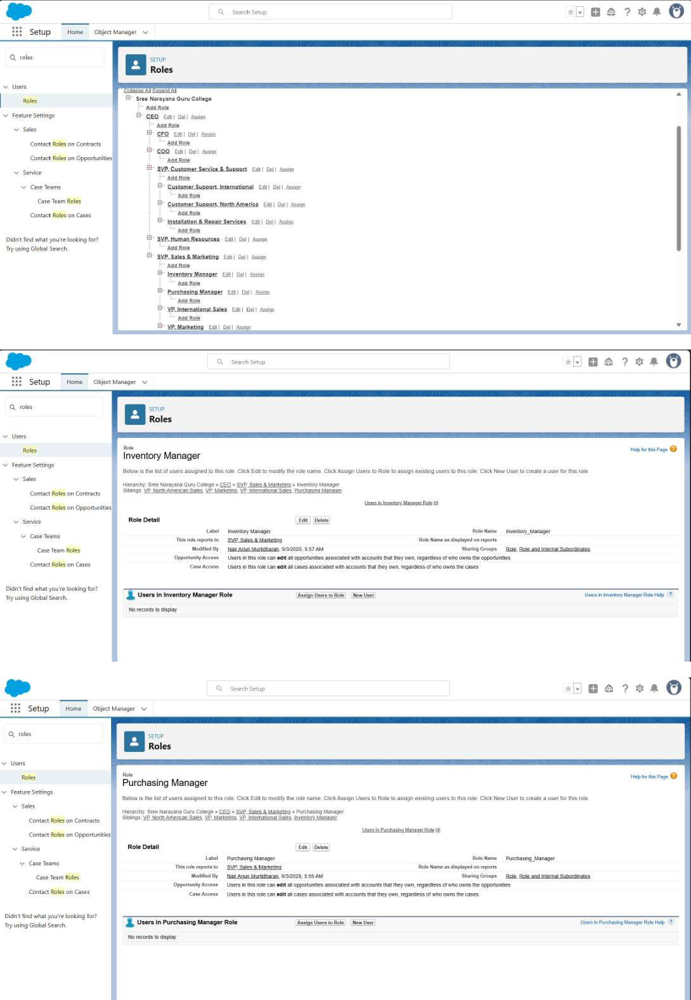 Search Setup
Setup Home Object Manager
roles
Users
Roles
Feature Settings
Sales
Contact Roles on Contracts
Contact Roles on Opportunities
Service
Case Teams
Case Team Roles
Contact Roles on Cases
Didn't find what you're looking for?
Try using Global Search.
SETUP
Roles
Collapse All Expand All
Sree Narayana Guru College
Add Role
CEO Edit | Del | Assign
Add Role
CFO Edit | Del | Assign
Add Role
COO Edit | Del | Assign
Add Role
SVP, Customer Service & Support Edit | Del | Assign
Add Role
Customer Support, International Edit | Del | Assign
Add Role
Customer Support, North America Edit | Del | Assign
Add Role
Installation & Repair Services Edit | Del | Assign
Add Role
SVP, Human Resources Edit | Del | Assign
Add Role
SVP, Sales & Marketing Edit | Del | Assign
Add Role
Inventory Manager Edit | Del | Assign
Add Role
Purchasing Manager Edit | Del | Assign
Add Role
VP, International Sales Edit | Del | Assign
Add Role
VP, Marketing Edit | Del | Assign
Search Setup
Setup Home Object Manager
roles
Users
Roles
Feature Settings
Sales
Contact Roles on Contracts
Contact Roles on Opportunities
Service
Case Teams
Case Team Roles
Contact Roles on Cases
Didn't find what you're looking for?
Try using Global Search.
SETUP
Roles
Role
Inventory Manager
Help for this Page
Below is the list of users assigned to this role. Click Edit to modify the role name. Click Assign Users to Role to assign existing users to this role. Click New User to create a user for this role.
Hierarchy: Sree Narayana Guru College » CEO » SVP, Sales & Marketing » Inventory Manager
Siblings: VP, North American Sales, VP, Marketing, VP, International Sales, Purchasing Manager
Users in Inventory Manager Role [0]
Role Detail Edit Delete
Label Inventory Manager Role Name Inventory_Manager
This role reports to SVP, Sales & Marketing Role Name as displayed on reports
Modified By Nair Arjun Murlidharan, 9/3/2025, 5:57 AM Sharing Groups Role, Role and Internal Subordinates
Opportunity Access Users in this role can edit all opportunities associated with accounts that they own, regardless of who owns the opportunities
Case Access Users in this role can edit all cases associated with accounts that they own, regardless of who owns the cases
Users in Inventory Manager Role Assign Users to Role New User Users in Inventory Manager Role Help ?
No records to display
Search Setup
Setup Home Object Manager
roles
Users
Roles
Feature Settings
Sales
Contact Roles on Contracts
Contact Roles on Opportunities
Service
Case Teams
Case Team Roles
Contact Roles on Cases
Didn't find what you're looking for?
Try using Global Search.
SETUP
Roles
Role
Purchasing Manager
Help for this Page
Below is the list of users assigned to this role. Click Edit to modify the role name. Click Assign Users to Role to assign existing users to this role. Click New User to create a user for this role.
Hierarchy: Sree Narayana Guru College » CEO » SVP, Sales & Marketing » Purchasing Manager
Siblings: VP, North American Sales, VP, Marketing, VP, International Sales, Inventory Manager
Users in Purchasing Manager Role [0]
Role Detail Edit Delete
Label Purchasing Manager Role Name Purchasing_Manager
This role reports to SVP, Sales & Marketing Role Name as displayed on reports
Modified By Nair Arjun Murlidharan, 9/3/2025, 5:55 AM Sharing Groups Role, Role and Internal Subordinates
Opportunity Access Users in this role can edit all opportunities associated with accounts that they own, regardless of who owns the opportunities
Case Access Users in this role can edit all cases associated with accounts that they own, regardless of who owns the cases
Users in Purchasing Manager Role Assign Users to Role New User Users in Purchasing Manager Role Help ?
No records to display